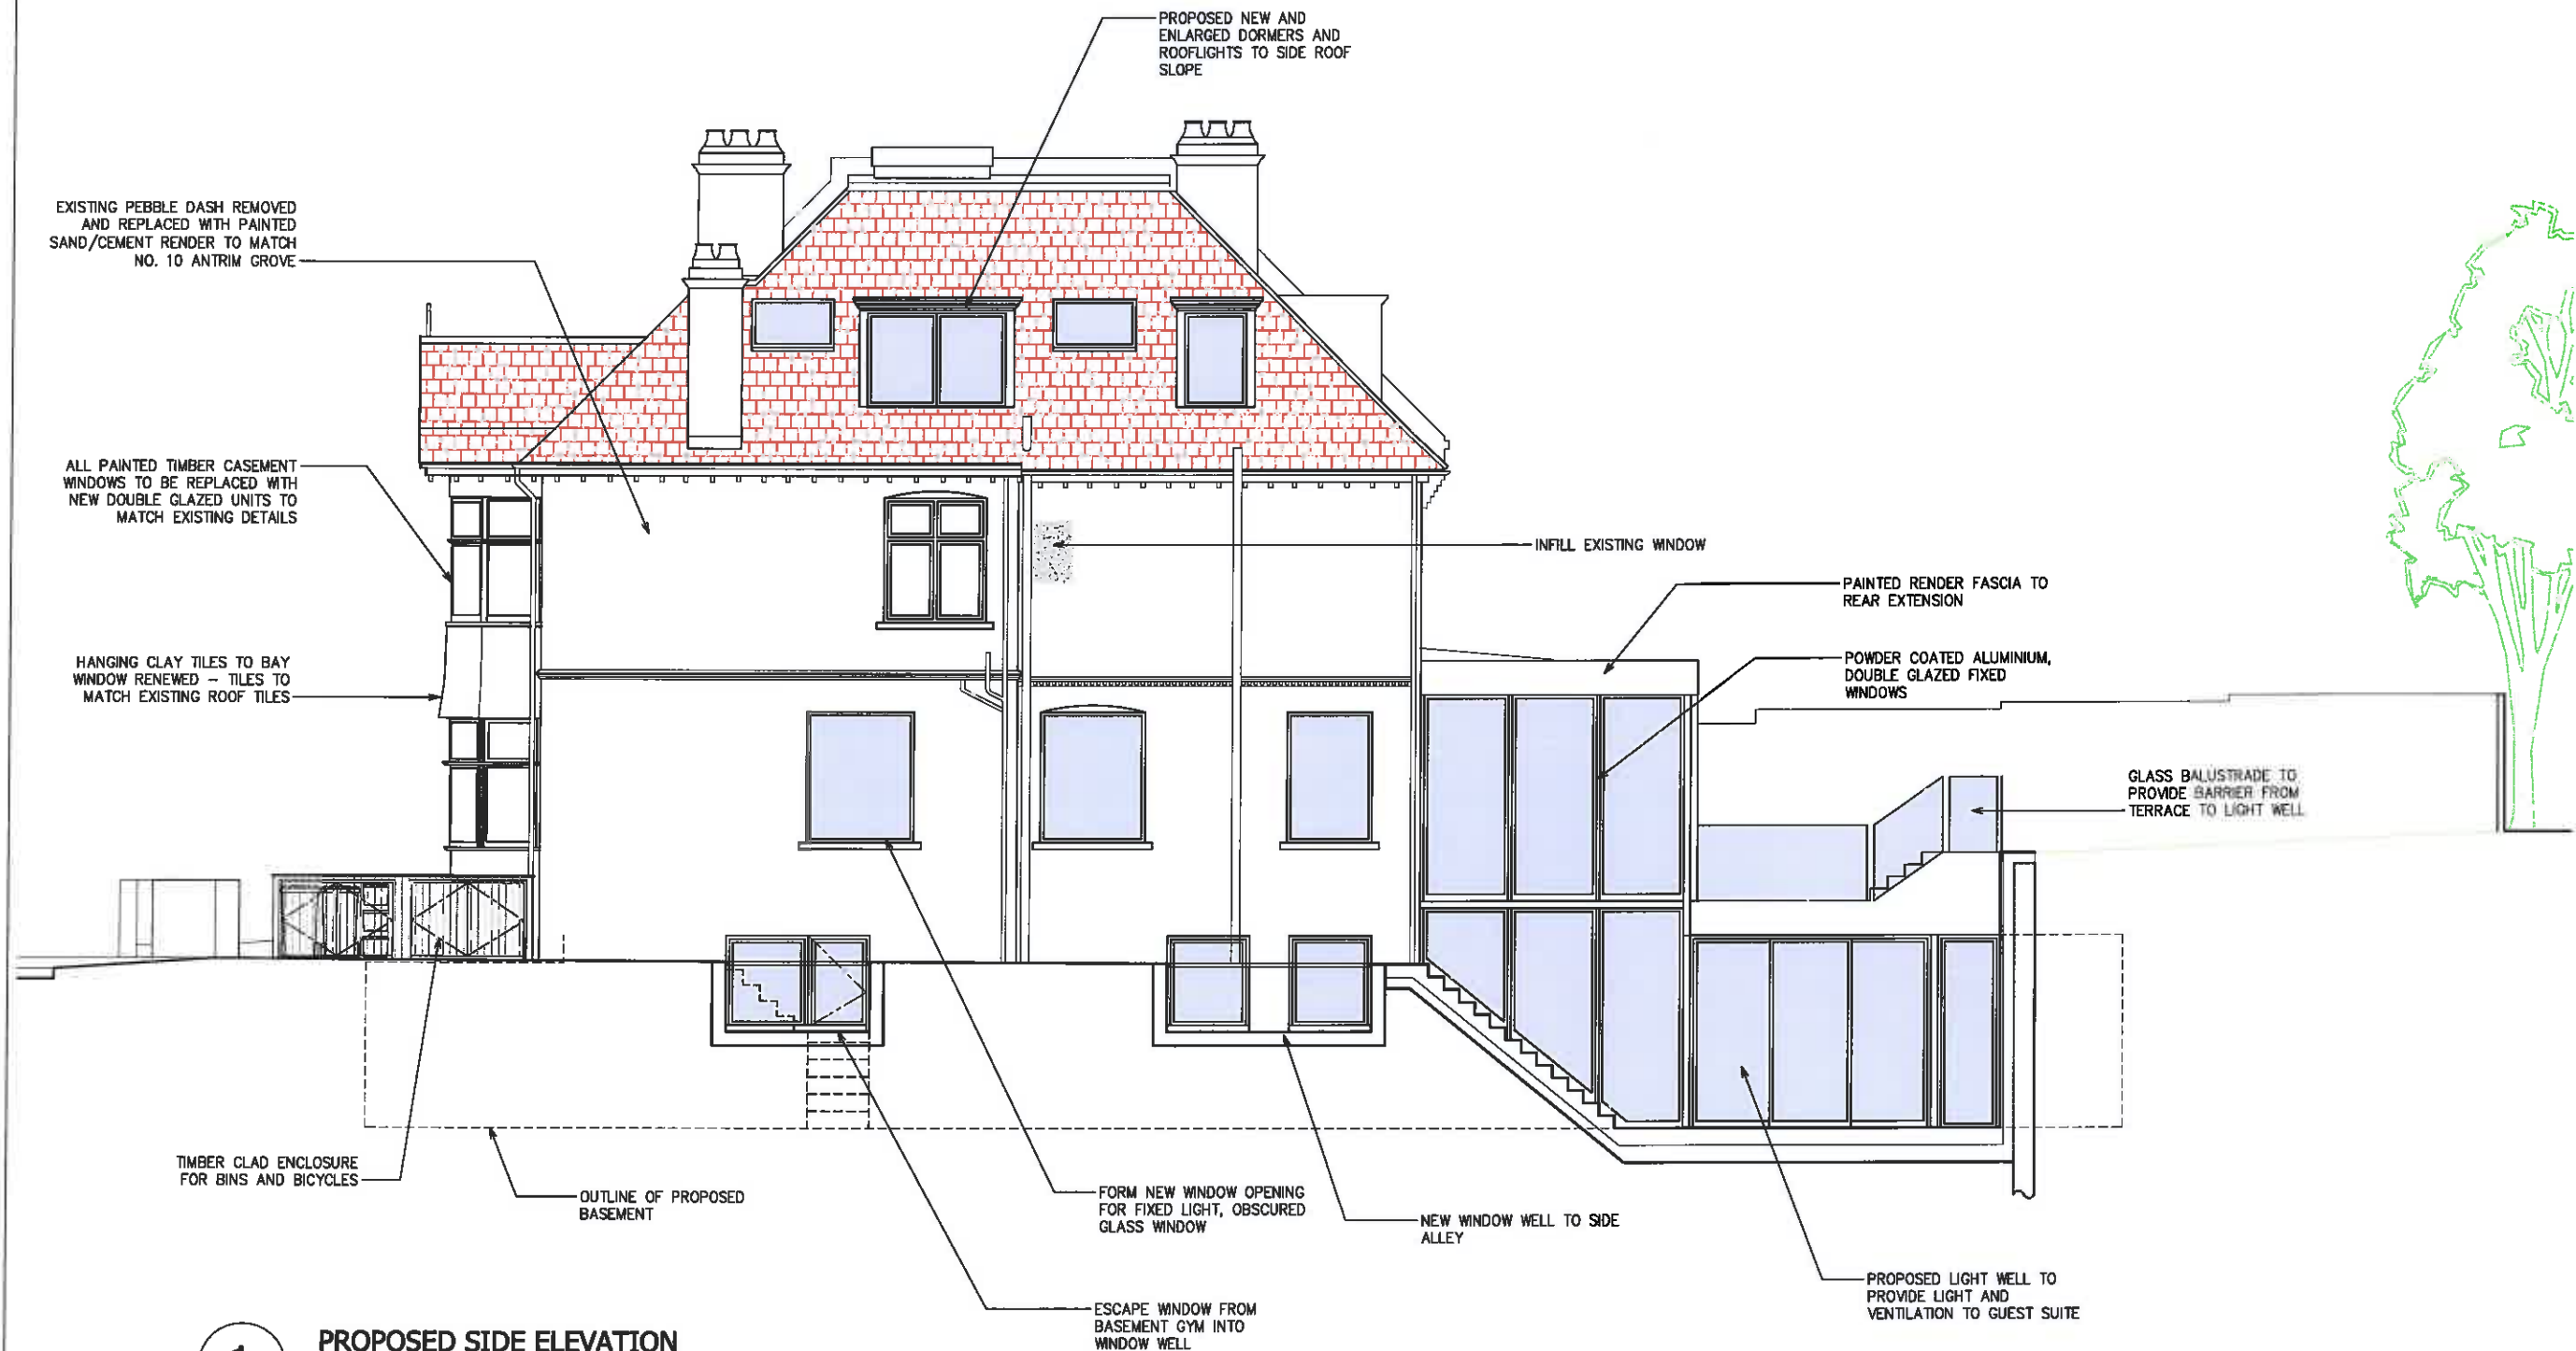 PROPOSED NEW AND
ENLARGED DORMERS AND
ROOFLIGHTS TO SIDE ROOF
SLOPE
EXISTING PEBBLE DASH REMOVED
AND REPLACED WITH PAINTED
SAND/CEMENT RENDER TO MATCH
NO. 10 ANTRIM GROVE
ALL PAINTED TIMBER CASEMENT
WINDOWS TO BE REPLACED WITH
NEW DOUBLE GLAZED UNITS TO
MATCH EXISTING DETAILS
INFILL EXISTING WINDOW
PAINTED RENDER FASCIA TO
REAR EXTENSION
HANGING CLAY TILES TO BAY
WINDOW RENEWED – TILES TO
MATCH EXISTING ROOF TILES
POWDER COATED ALUMINIUM,
DOUBLE GLAZED FIXED
WINDOWS
GLASS BALUSTRADE TO
PROVIDE BARRIER FROM
TERRACE TO LIGHT WELL
TIMBER CLAD ENCLOSURE
FOR BINS AND BICYCLES
OUTLINE OF PROPOSED
BASEMENT
FORM NEW WINDOW OPENING
FOR FIXED LIGHT, OBSCURED
GLASS WINDOW
NEW WINDOW WELL TO SIDE
ALLEY
PROPOSED LIGHT WELL TO
PROVIDE LIGHT AND
VENTILATION TO GUEST SUITE
ESCAPE WINDOW FROM
BASEMENT GYM INTO
WINDOW WELL
1
PROPOSED SIDE ELEVATION